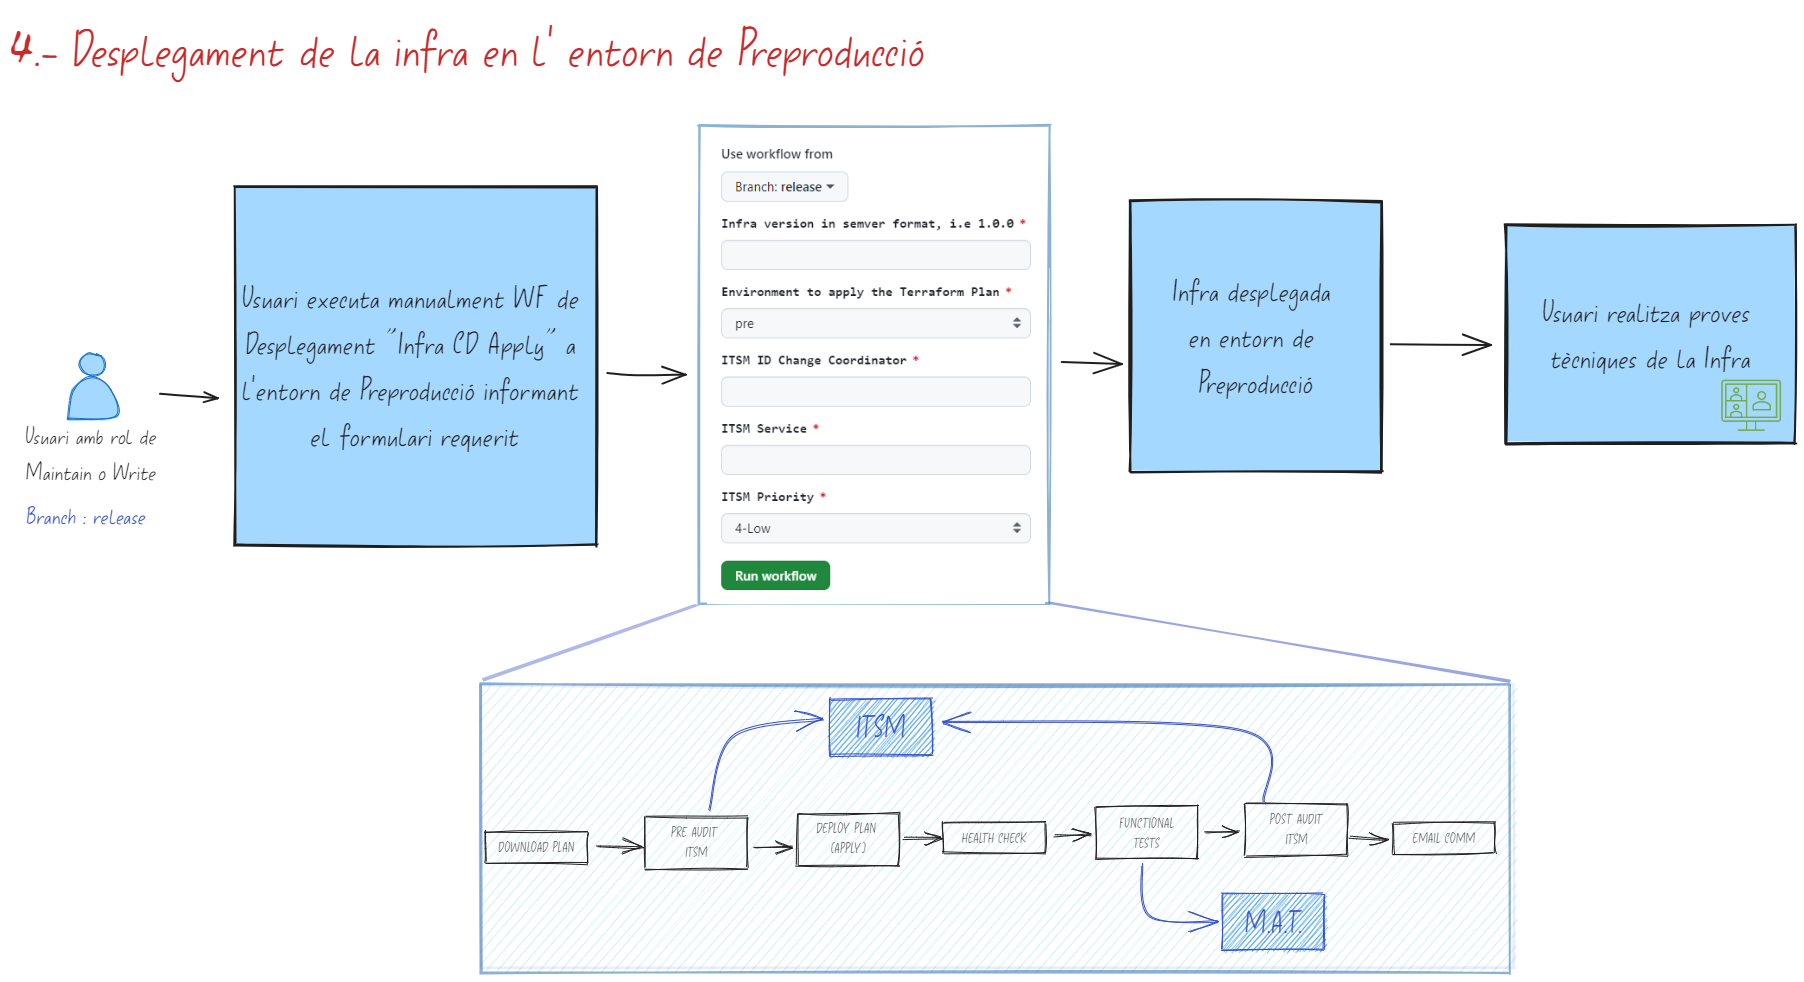 4.- Desplegament de la infra en l' entorn de Preproducció
Usuari amb rol de
Maintain o Write
Branch : release
Usuari executa manualment WF de
Desplegament "Infra CD Apply" a
l'entorn de Preproducció informant
el formulari requerit
Use workflow from
Branch: release
Infra version in semver format, i.e 1.0.0 *
Environment to apply the Terraform Plan *
pre
ITSM ID Change Coordinator *
ITSM Service *
ITSM Priority *
4-Low
Run workflow
Infra desplegada
en entorn de
Preproducció
Usuari realitza proves
tècniques de la Infra
ITSM
DOWNLOAD PLAN
PRE AUDIT
ITSM
DEPLOY PLAN
(APPLY)
HEALTH CHECK
FUNCTIONAL
TESTS
POST AUDIT
ITSM
EMAIL COMM
M.A.T.